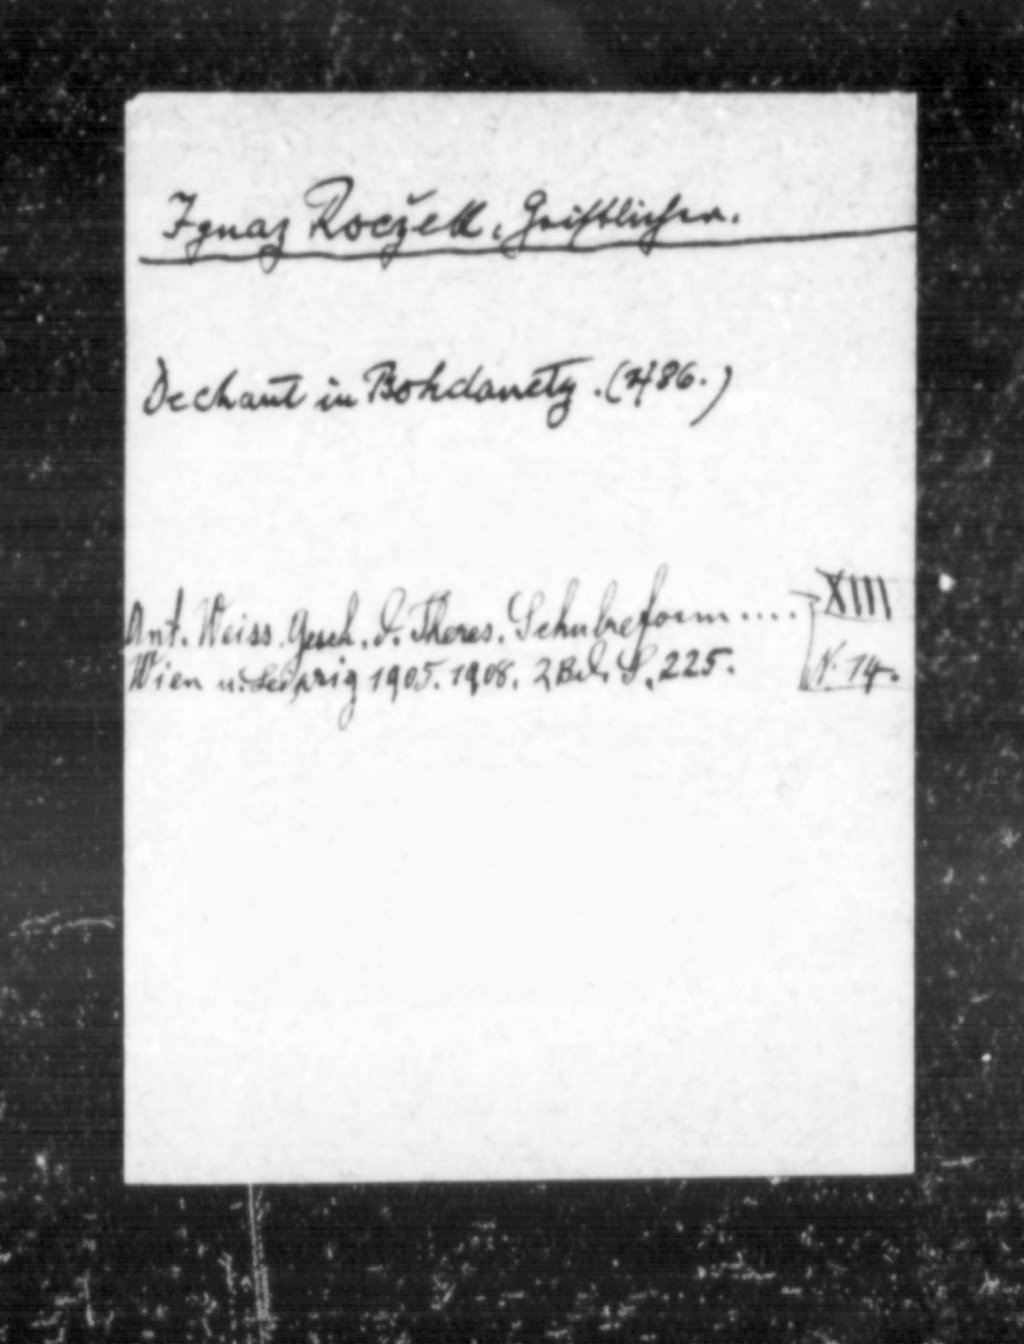 Ignaz Roczek, Geistlicher.
Dechant in Bohdanetz. (1786.)
Ant. Weiss. Gesch. d. Theres. Schulreform....
XIII
Wien u. Leipzig 1905. 1908. 2 Bd. S. 225.
N. 14.